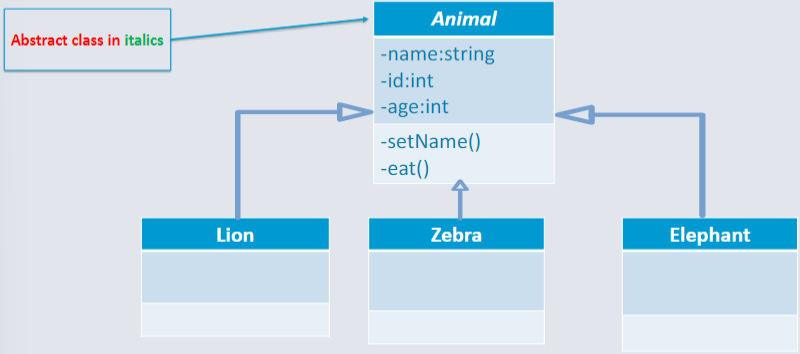 Abstract class in italics
Animal
-name:string
-id:int
-age:int
-setName()
-eat()
Lion
Zebra
Elephant